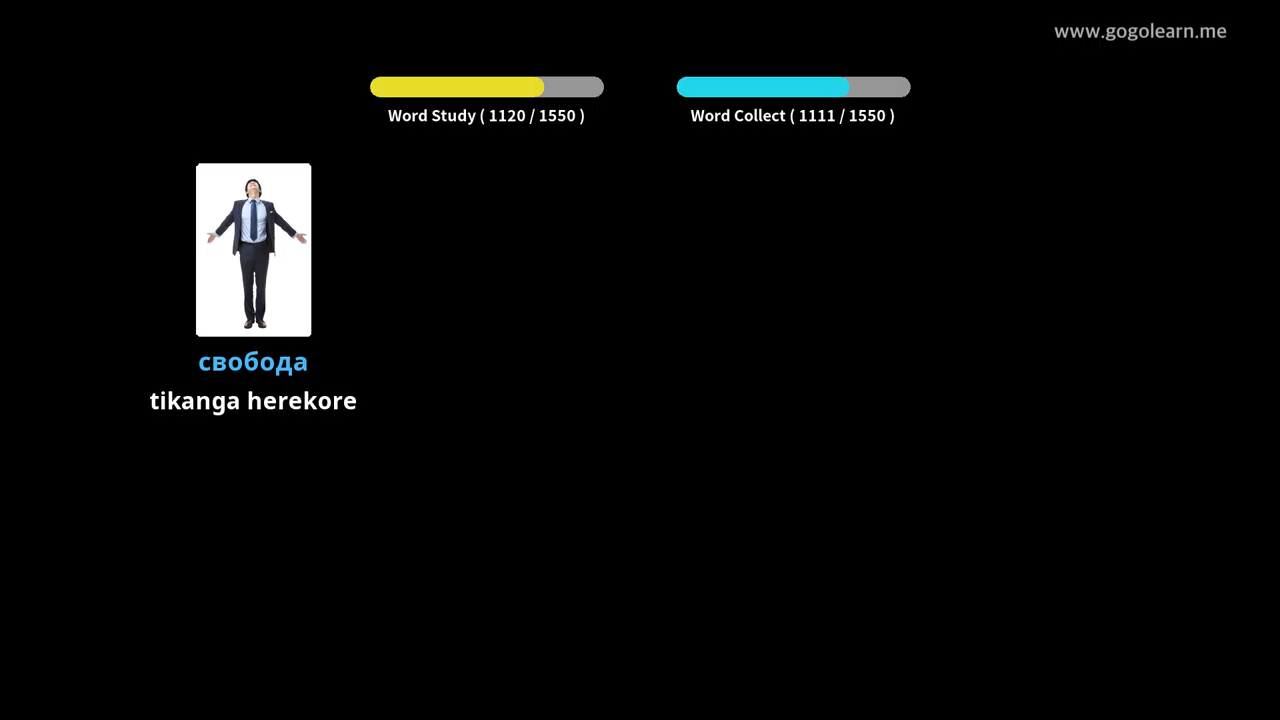 www.gogolearn.me
Word Study ( 1120 / 1550 )
Word Collect ( 1111 / 1550 )
свобода
tikanga herekore